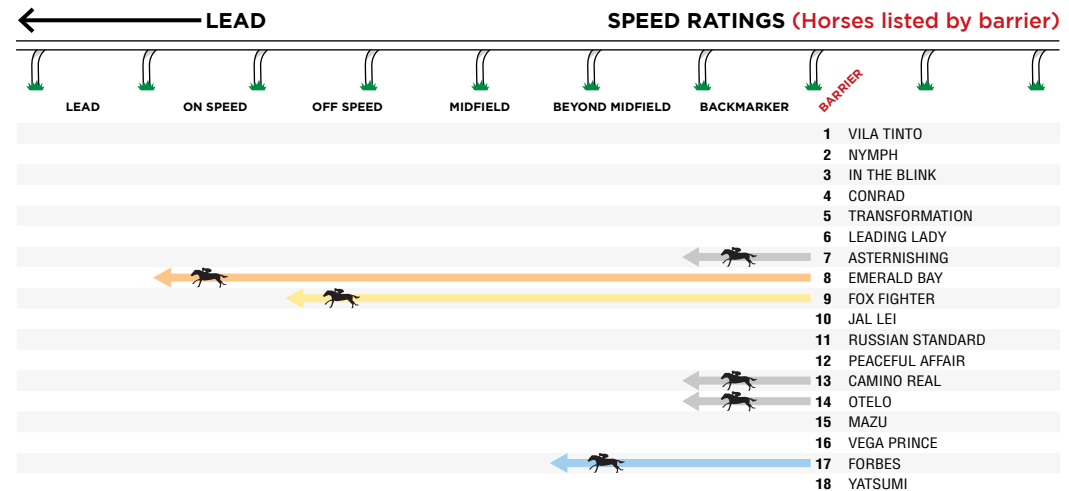 LEAD SPEED RATINGS (Horses listed by barrier)
LEAD ON SPEED OFF SPEED MIDFIELD BEYOND MIDFIELD BACKMARKER BARRIER
1 VILA TINTO
2 NYMPH
3 IN THE BLINK
4 CONRAD
5 TRANSFORMATION
6 LEADING LADY
7 ASTERNISHING
8 EMERALD BAY
9 FOX FIGHTER
10 JAL LEI
11 RUSSIAN STANDARD
12 PEACEFUL AFFAIR
13 CAMINO REAL
14 OTELO
15 MAZU
16 VEGA PRINCE
17 FORBES
18 YATSUMI